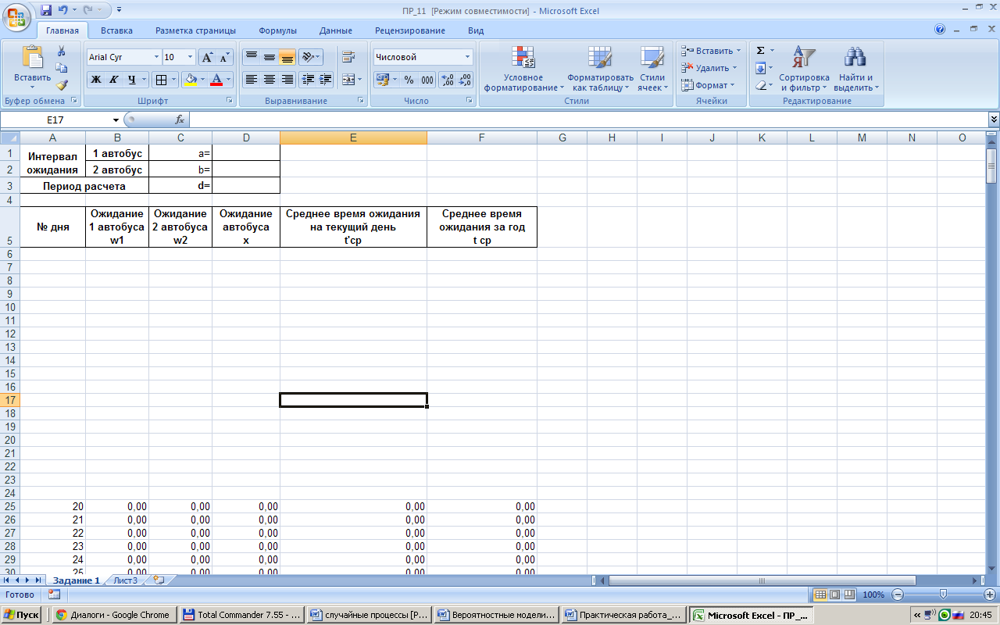 ПР_11 [Режим совместимости] - Microsoft Excel
Главная Вставка Разметка страницы Формулы Данные Рецензирование Вид
Вставить
Буфер обмена
Arial Cyr 10
Ж К Ч
Шрифт
Выравнивание
Числовой
% 000
Число
Условное форматирование
Форматировать как таблицу
Стили ячеек
Стили
Вставить
Удалить
Формат
Ячейки
Σ
Сортировка и фильтр
Найти и выделить
Редактирование
E17 fx
A B C D E F G H I J K L M N O
1 Интервал ожидания 1 автобус a=
2 2 автобус b=
3 Период расчета d=
4
5 № дня Ожидание 1 автобуса w1 Ожидание 2 автобуса w2 Ожидание автобуса x Среднее время ожидания на текущий день t'ср Среднее время ожидания за год t ср
6
7
8
9
10
11
12
13
14
15
16
17
18
19
20
21
22
23
24
25 20 0,00 0,00 0,00 0,00 0,00
26 21 0,00 0,00 0,00 0,00 0,00
27 22 0,00 0,00 0,00 0,00 0,00
28 23 0,00 0,00 0,00 0,00 0,00
29 24 0,00 0,00 0,00 0,00 0,00
30 25 0,00 0,00 0,00 0,00 0,00
Задание 1 Лист3
Готово 100%
Пуск Диалоги - Google Chrome Total Commander 7.55 - ... случайные процессы [Р... Вероятностные модели... Практическая работа_... Microsoft Excel - ПР_... 20:45